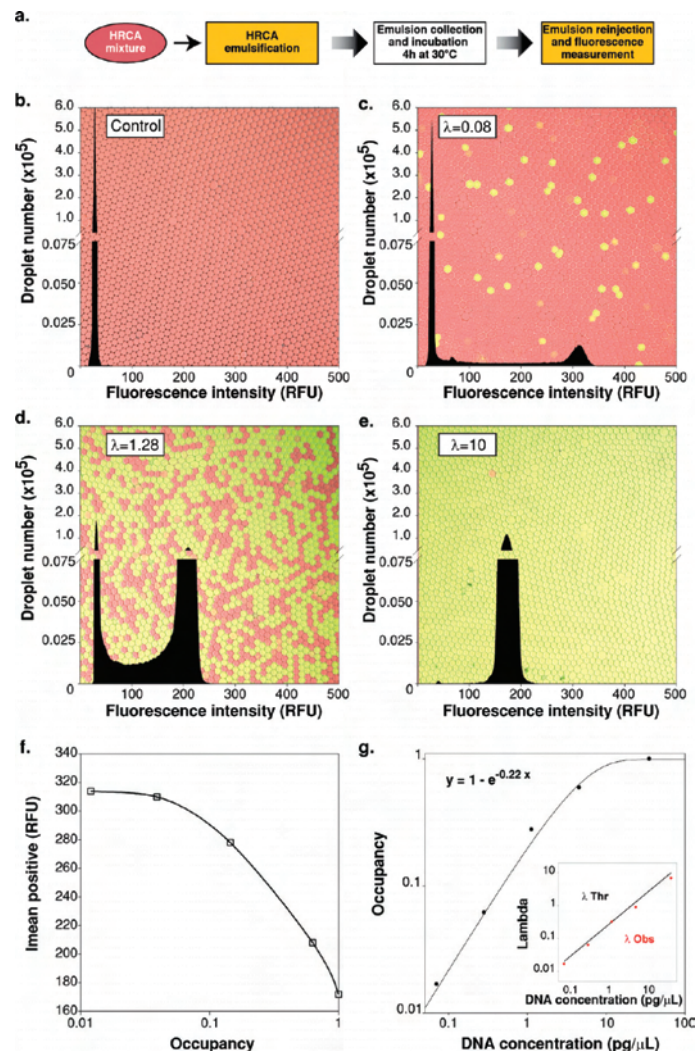 a.
HRCA
mixture
HRCA
emulsification
Emulsion collection
and incubation
4h at 30°C
Emulsion reinjection
and fluorescence
measurement
b.
Control
Droplet number (x10⁵)
6.0
5.0
4.0
3.0
2.0
1.0
0.075
0.050
0.025
0
100
200
300
400
500
Fluorescence intensity (RFU)
c.
λ=0.08
Droplet number (x10⁵)
6.0
5.0
4.0
3.0
2.0
1.0
0.075
0.050
0.025
0
100
200
300
400
500
Fluorescence intensity (RFU)
d.
λ=1.28
Droplet number (x10⁵)
6.0
5.0
4.0
3.0
2.0
1.0
0.075
0.050
0.025
0
100
200
300
400
500
Fluorescence intensity (RFU)
e.
λ=10
Droplet number (x10⁵)
6.0
5.0
4.0
3.0
2.0
1.0
0.075
0.050
0.025
0
100
200
300
400
500
Fluorescence intensity (RFU)
f.
Imean positive (RFU)
340
320
300
280
260
240
220
200
180
160
0.01
0.1
1
Occupancy
g.
y = 1 - e^-0.22 x
Occupancy
1
0.1
0.01
0.1
1
10
100
DNA concentration (pg/µL)
Lambda
10
1
0.1
0.01
λ Thr
λ Obs
0.1
1
10
DNA concentration (pg/µL)